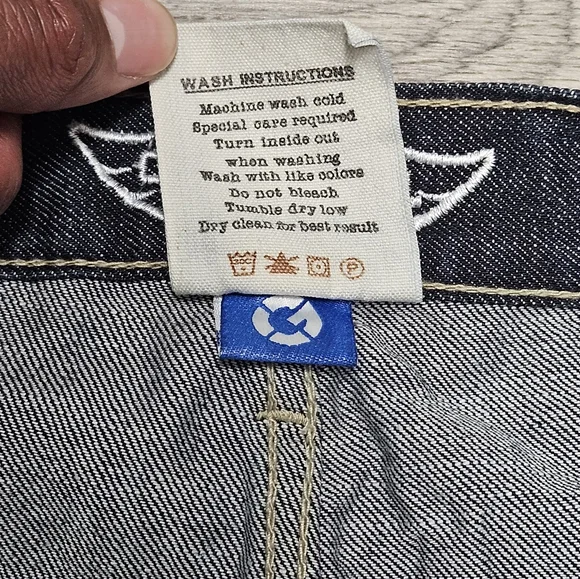 WASH INSTRUCTIONS
Machine wash cold
Special care required
Turn inside out
when washing
Wash with like colors
Do not bleach
Tumble dry low
Dry clean for best result
P